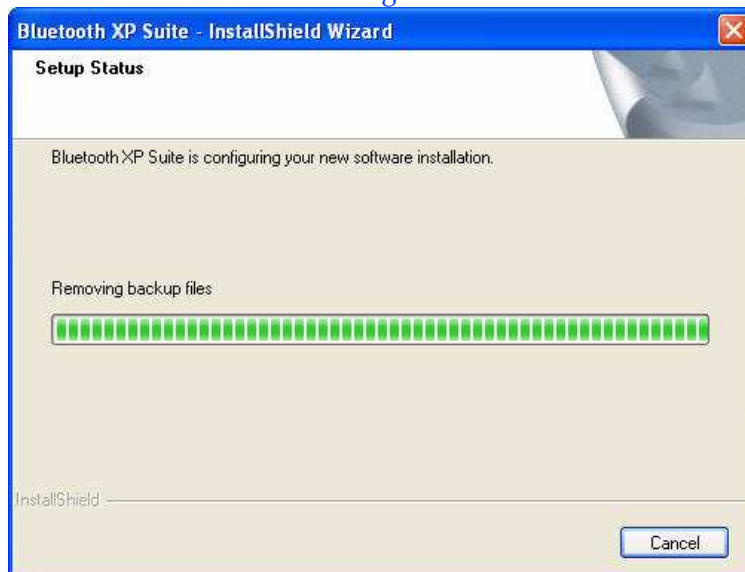 Bluetooth XP Suite - InstallShield Wizard
Setup Status
Bluetooth XP Suite is configuring your new software installation.
Removing backup files
InstallShield
Cancel